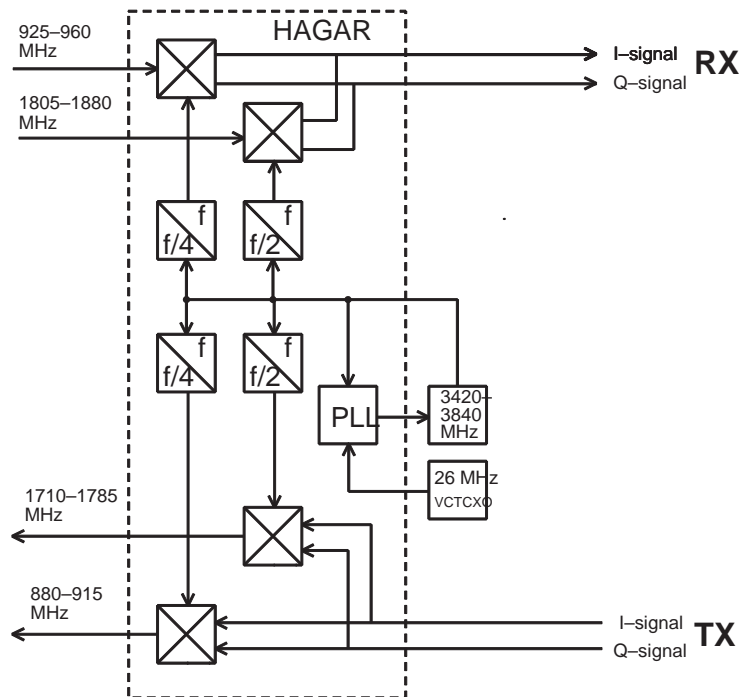 925–960
MHz
HAGAR
I–signal
RX
Q–signal
1805–1880
MHz
f
f/4
f
f/2
f
f/4
f
f/2
PLL
3420–
3840
MHz
26 MHz
VCTCXO
1710–1785
MHz
880–915
MHz
I–signal
TX
Q–signal